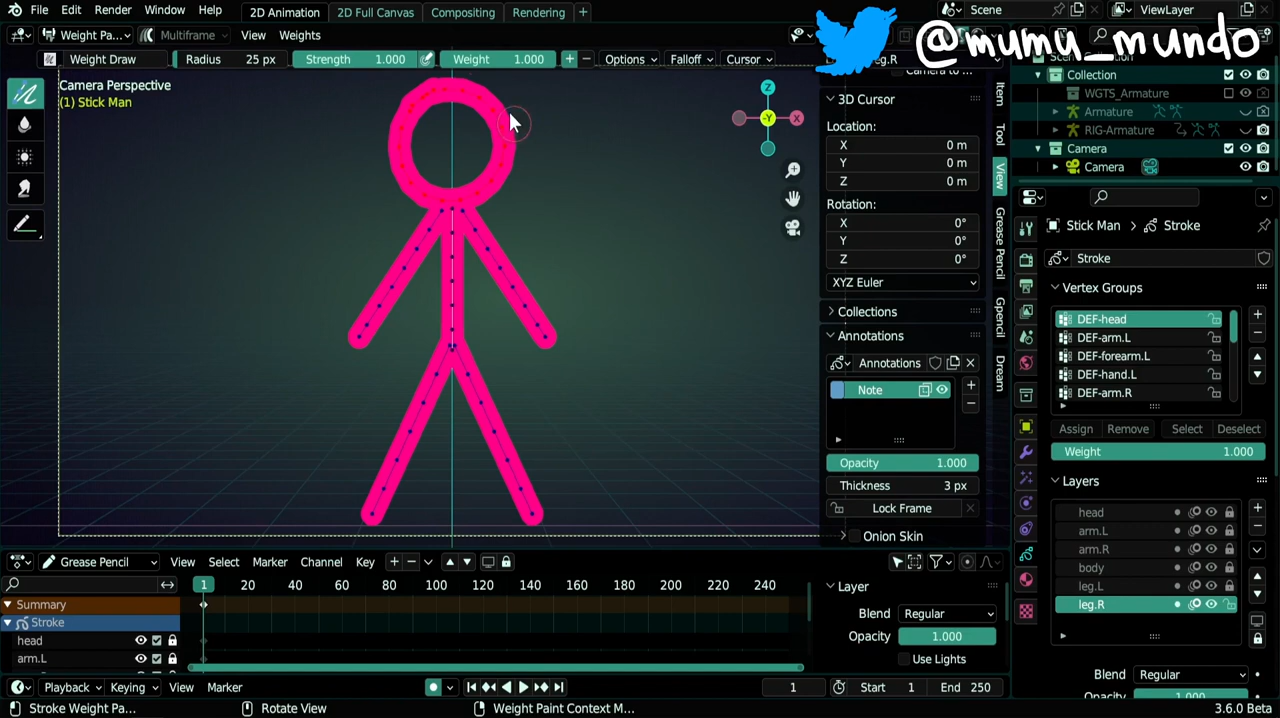 File Edit Render Window Help 2D Animation 2D Full Canvas Compositing Rendering + Scene ViewLayer
@mumu_mundo
Weight Pa... Multiframe View Weights
Weight Draw Radius 25 px Strength 1.000 Weight 1.000 Options Falloff Cursor
Camera Perspective
(1) Stick Man
Z
-Y
X
3D Cursor
Location:
X 0 m
Y 0 m
Z 0 m
Rotation:
X 0°
Y 0°
Z 0°
XYZ Euler
Collections
Annotations
Annotations
Note
Opacity 1.000
Thickness 3 px
Lock Frame
Onion Skin
Item
Tool
View
Grease Pencil
Gpencil
Dream
Collection
WGTS_Armature
Armature
RIG-Armature
Camera
Camera
Stick Man > Stroke
Stroke
Vertex Groups
DEF-head
DEF-arm.L
DEF-forearm.L
DEF-hand.L
DEF-arm.R
Assign Remove Select Deselect
Weight 1.000
Layers
head
arm.L
arm.R
body
leg.L
leg.R
Blend Regular
Opacity 1.000
Grease Pencil View Select Marker Channel Key
1 20 40 60 80 100 120 140 160 180 200 220 240
Summary
Stroke
head
arm.L
Layer
Blend Regular
Opacity 1.000
Use Lights
Playback Keying View Marker 1 Start 1 End 250
Stroke Weight Pa... Rotate View Weight Paint Context M... 3.6.0 Beta